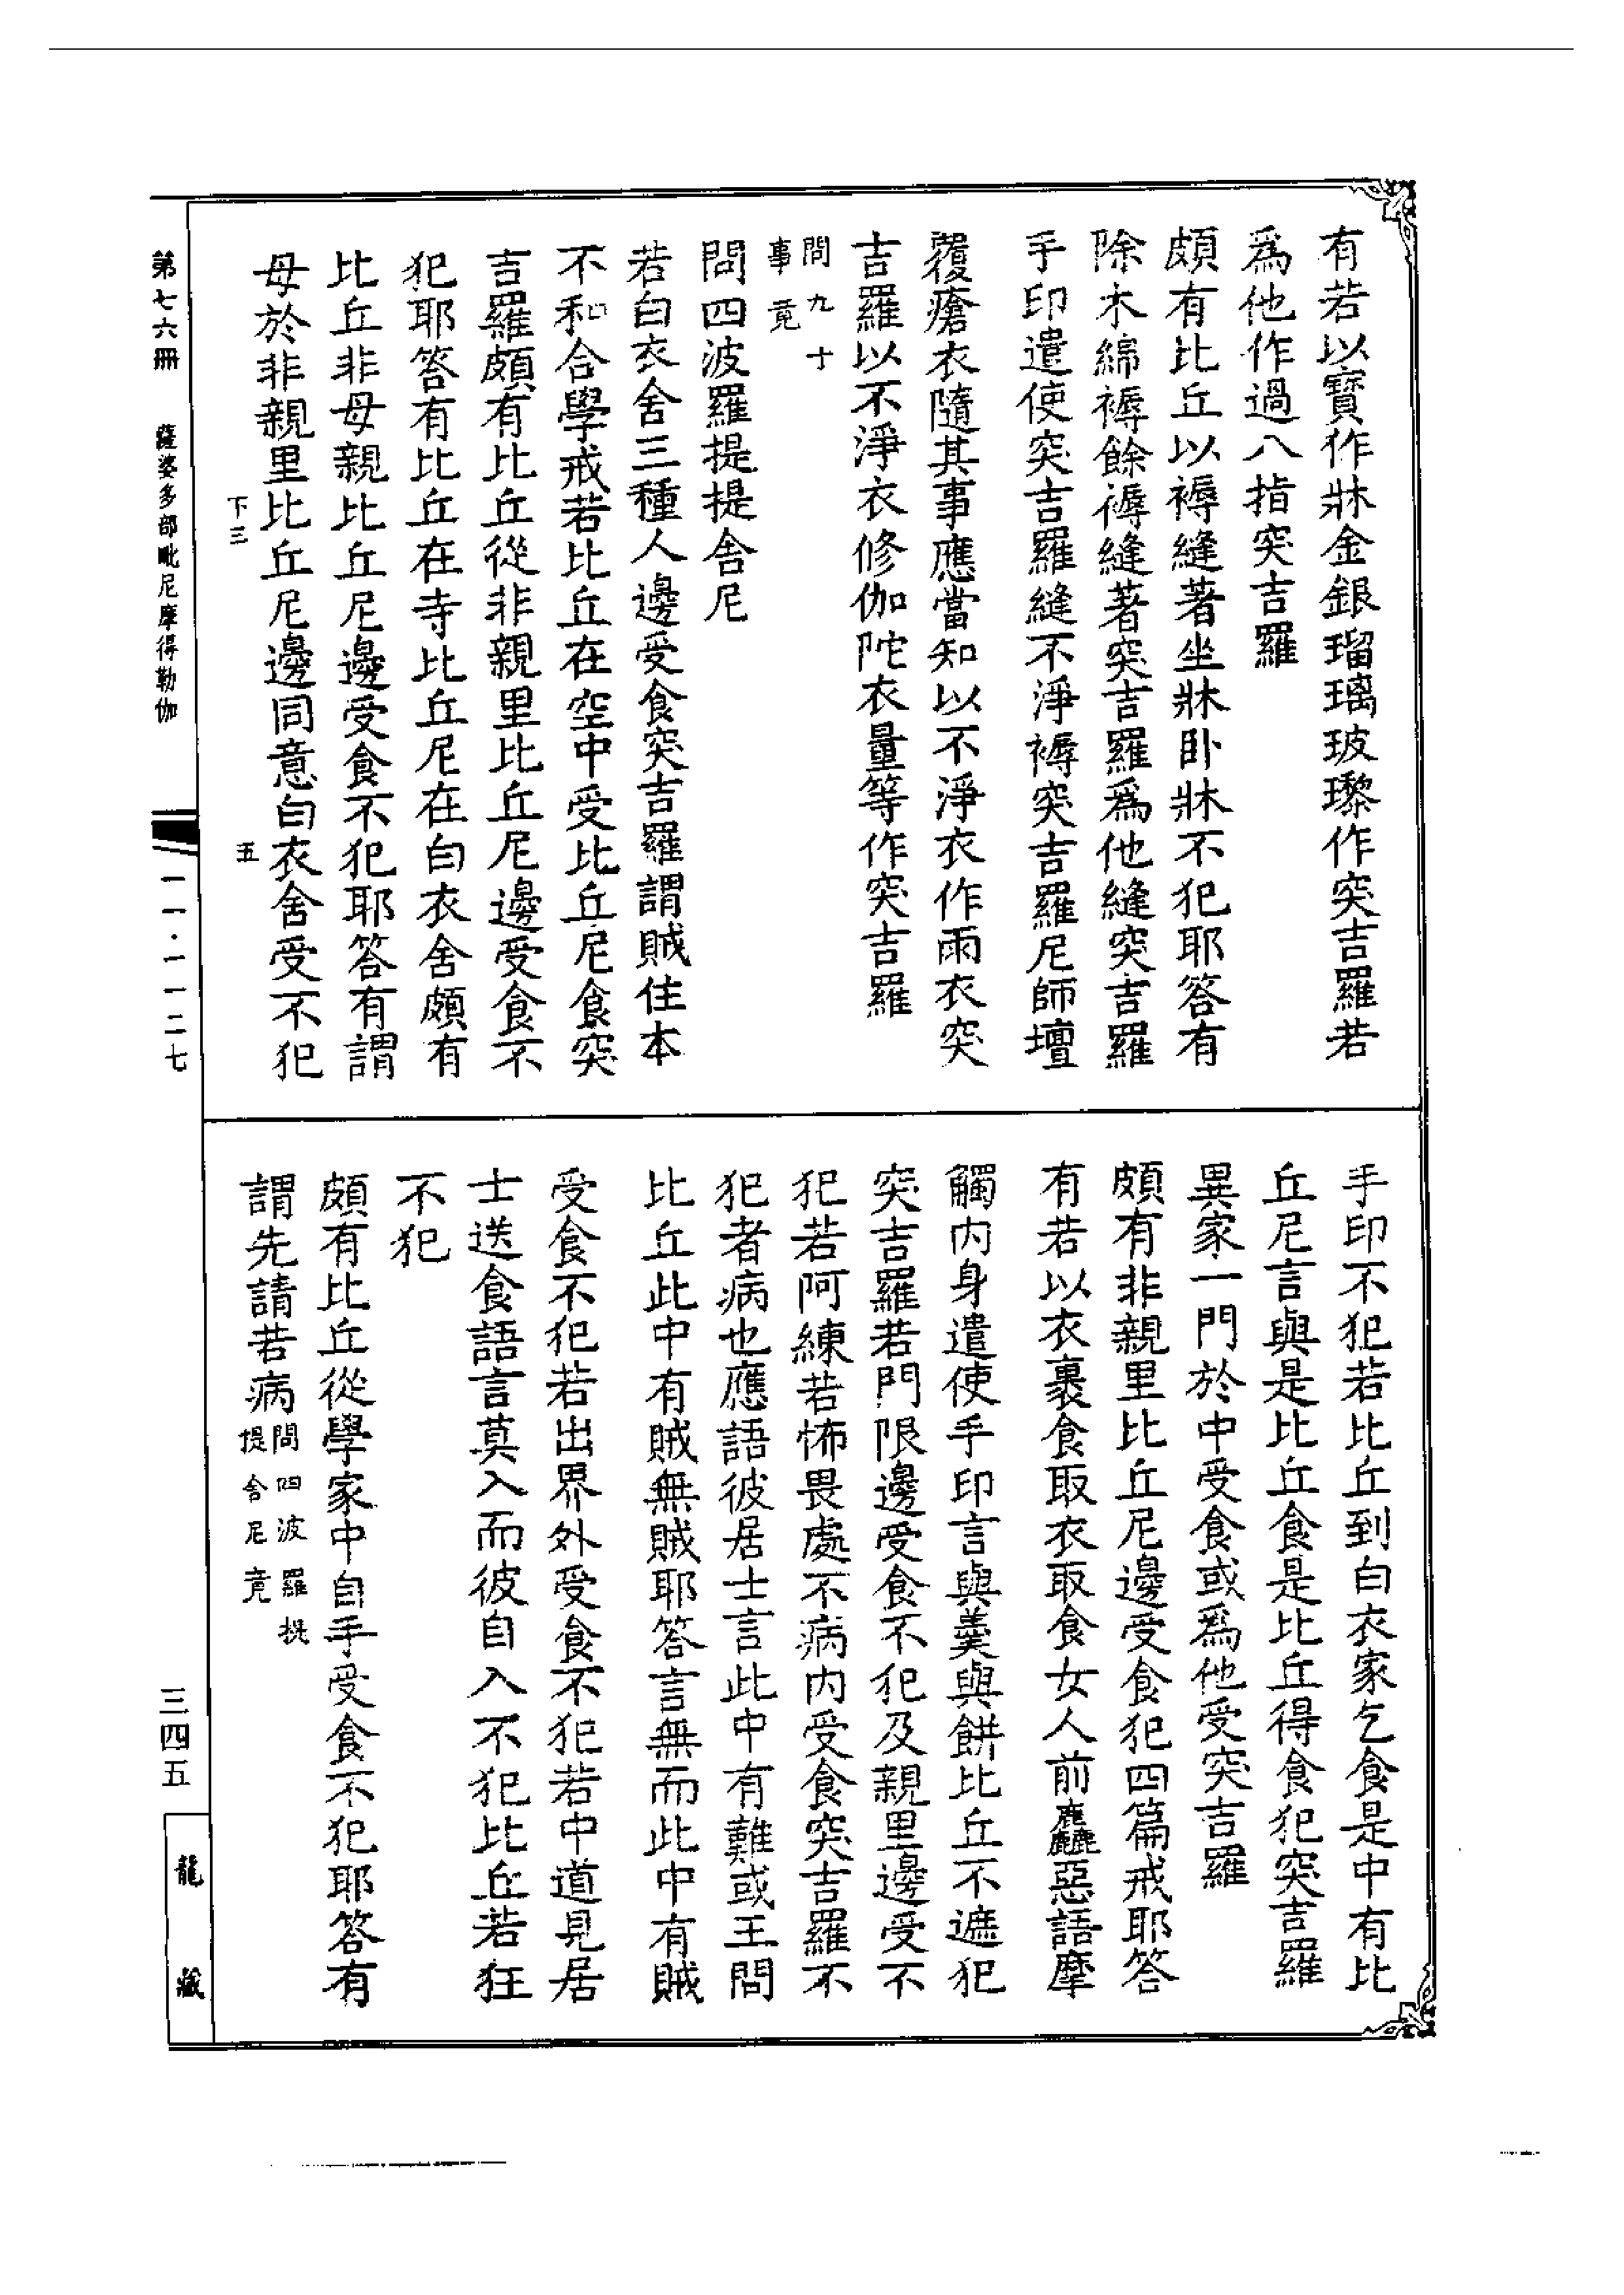 有若以寶作牀金銀瑠璃玻瓈作突吉羅若
為他作過八指突吉羅
頗有比丘以褥縫著坐牀卧牀不犯耶答有
除木綿褥餘褥縫著突吉羅為他縫突吉羅
手印遣使突吉羅縫不淨褥突吉羅尼師壇
覆瘡衣隨其事應當知以不淨衣作雨衣突
吉羅以不淨衣修伽陀衣量等作突吉羅
問九十
事竟
問四波羅提提舍尼
若白衣舍三種人邊受食突吉羅謂賊住本
不和合學戒若比丘在空中受比丘尼食突
吉羅頗有比丘從非親里比丘尼邊受食不
犯耶答有比丘在寺比丘尼在白衣舍頗有
比丘非母親比丘尼邊受食不犯耶答有謂
母於非親里比丘尼邊同意白衣舍受不犯
下三
五
手印不犯若比丘到白衣家乞食是中有比
丘尼言與是比丘食是比丘得食犯突吉羅
異家一門於中受食或為他受突吉羅
頗有非親里比丘尼邊受食犯四篇戒耶答
有若以衣裹食取衣取食女人前麤惡語摩
觸內身遣使手印言與羹與餅比丘不遮犯
突吉羅若門限邊受食不犯及親里邊受不
犯若阿練若怖畏處不病內受食突吉羅不
犯者病也應語彼居士言此中有難或王問
比丘此中有賊無賊耶答言無而此中有賊
受食不犯若出界外受食不犯若中道見居
士送食語言莫入而彼自入不犯比丘若狂
不犯
頗有比丘從學家中自手受食不犯耶答有
謂先請若病
問四波羅提
提舍尼竟
第七六冊 薩婆多部毗尼摩得勒伽
一一·一一二七
三四五
龍藏